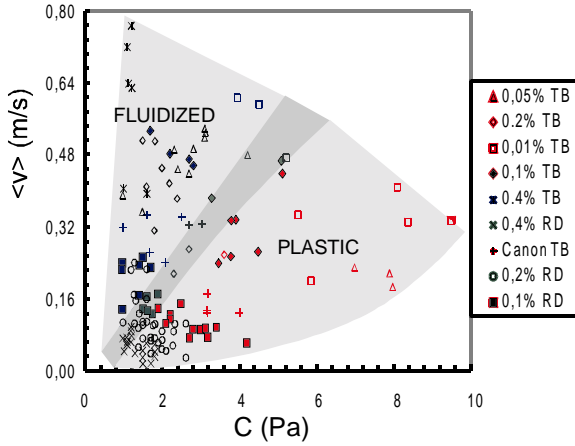 0,80
0,64
0,48
0,32
0,16
0,00
<v> (m/s)
FLUIDIZED
PLASTIC
0 2 4 6 8 10
C (Pa)
0,05% TB
0.2% TB
0,01% TB
0,1% TB
0.4% TB
0,4% RD
Canon TB
0,2% RD
0,1% RD